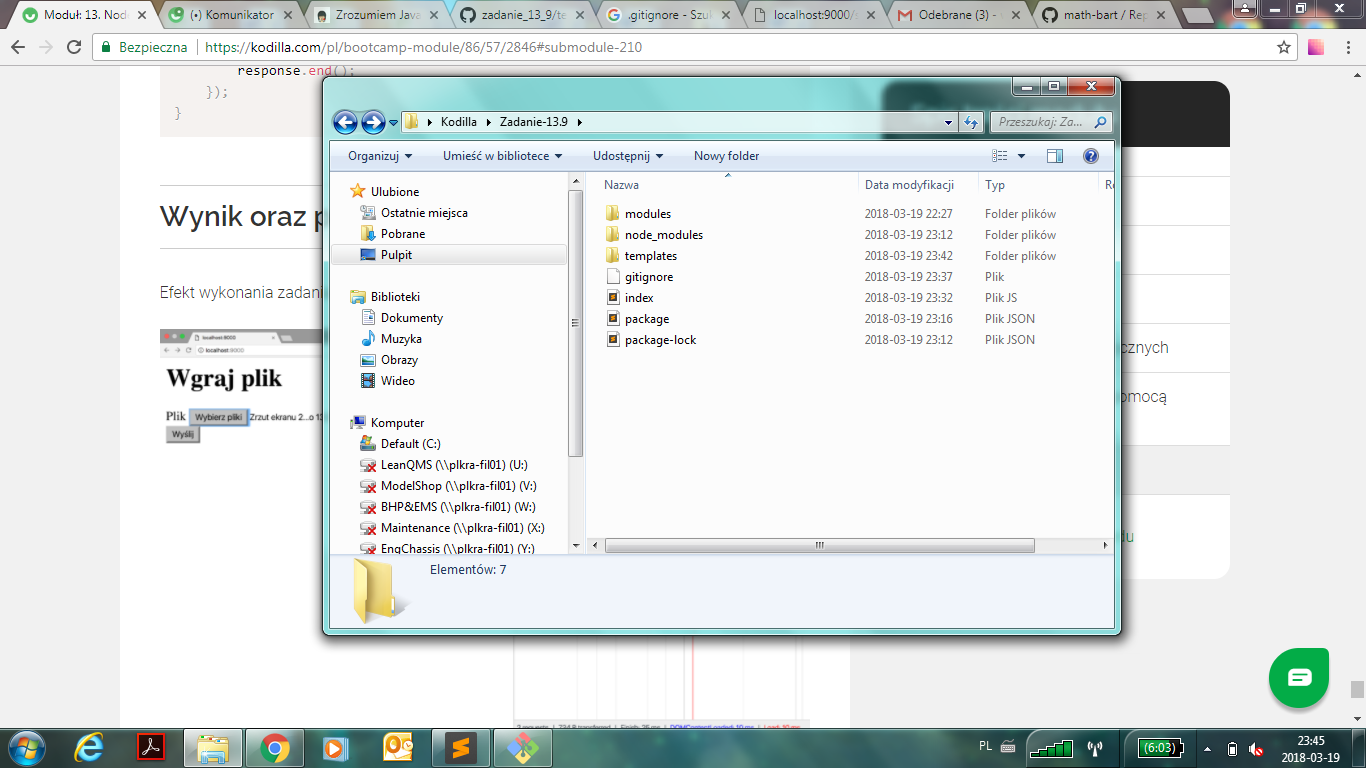 Moduł: 13. Nod
(•) Komunikator
Zrozumiem Java
zadanie_13_9/te
.gitignore - Szu
localhost:9000/s
Odebrane (3) - 
math-bart / Rep
Bezpieczna
https://kodilla.com/pl/bootcamp-module/86/57/2846#submodule-210
response.end();
});
}
Kodilla
Zadanie-13.9
Przeszukaj: Za...
Organizuj
Umieść w bibliotece
Udostępnij
Nowy folder
Ulubione
Ostatnie miejsca
Pobrane
Pulpit
Biblioteki
Dokumenty
Muzyka
Obrazy
Wideo
Komputer
Default (C:)
LeanQMS (\\plkra-fil01) (U:)
ModelShop (\\plkra-fil01) (V:)
BHP&EMS (\\plkra-fil01) (W:)
Maintenance (\\plkra-fil01) (X:)
EngChassis (\\plkra-fil01) (Y:)
Nazwa Data modyfikacji Typ
modules 2018-03-19 22:27 Folder plików
node_modules 2018-03-19 23:12 Folder plików
templates 2018-03-19 23:42 Folder plików
gitignore 2018-03-19 23:37 Plik
index 2018-03-19 23:32 Plik JS
package 2018-03-19 23:16 Plik JSON
package-lock 2018-03-19 23:12 Plik JSON
Elementów: 7
Wynik oraz p
Efekt wykonania zadani
localhost:9000
localhost:9000
Wgraj plik
Plik Wybierz pliki Zrzut ekranu 2...o 13
Wyślij
cznych
omocą
du
PL
(6:03)
23:45
2018-03-19